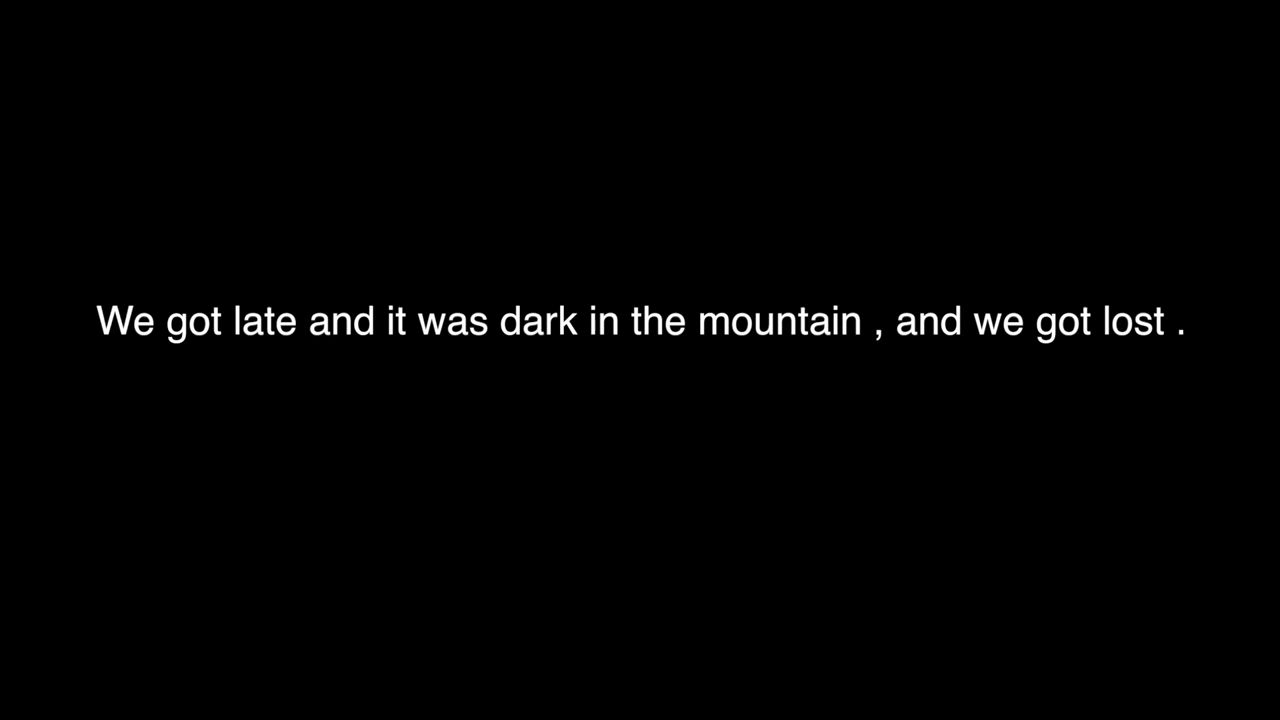 We got late and it was dark in the mountain , and we got lost .